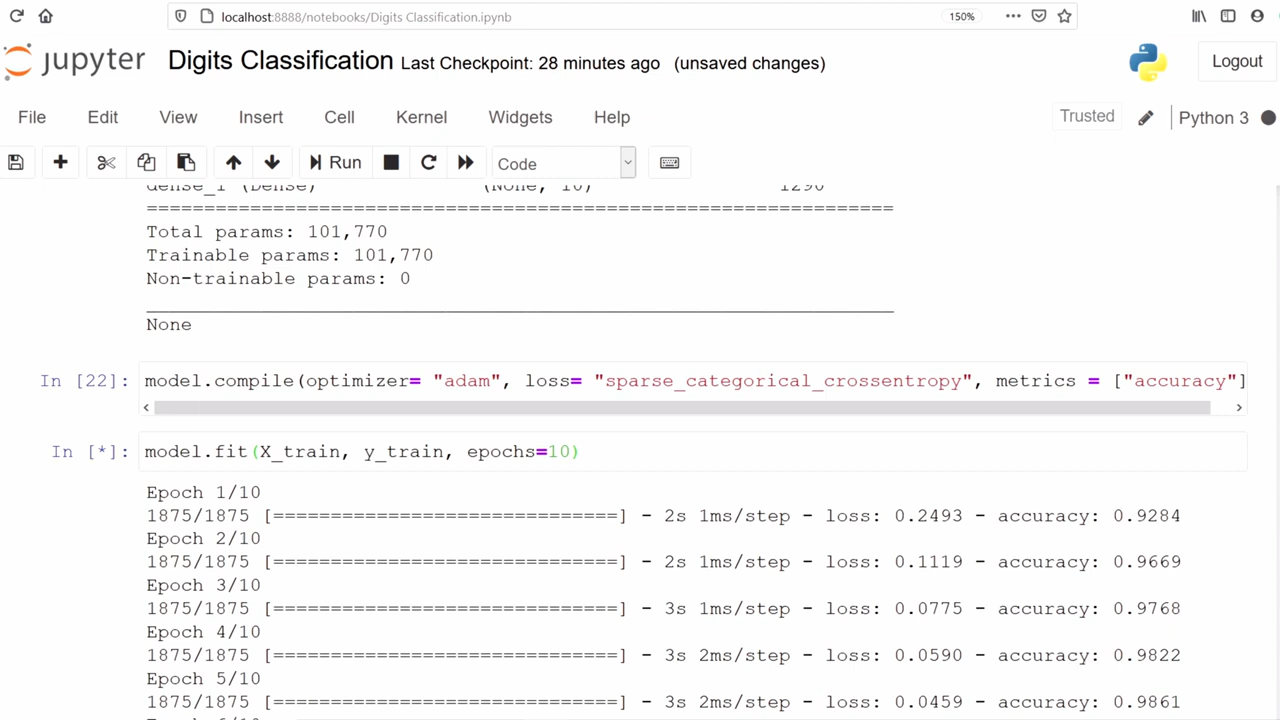 localhost:8888/notebooks/Digits Classification.ipynb 150%
jupyter Digits Classification Last Checkpoint: 28 minutes ago (unsaved changes) Logout
File Edit View Insert Cell Kernel Widgets Help Trusted Python 3
Run Code
dense_1 (Dense) (None, 10) 1290
=================================================================
Total params: 101,770
Trainable params: 101,770
Non-trainable params: 0
_________________________________________________________________
None
In [22]: model.compile(optimizer= "adam", loss= "sparse_categorical_crossentropy", metrics = ["accuracy"]
In [*]: model.fit(X_train, y_train, epochs=10)
Epoch 1/10
1875/1875 [==============================] - 2s 1ms/step - loss: 0.2493 - accuracy: 0.9284
Epoch 2/10
1875/1875 [==============================] - 2s 1ms/step - loss: 0.1119 - accuracy: 0.9669
Epoch 3/10
1875/1875 [==============================] - 3s 1ms/step - loss: 0.0775 - accuracy: 0.9768
Epoch 4/10
1875/1875 [==============================] - 3s 2ms/step - loss: 0.0590 - accuracy: 0.9822
Epoch 5/10
1875/1875 [==============================] - 3s 2ms/step - loss: 0.0459 - accuracy: 0.9861